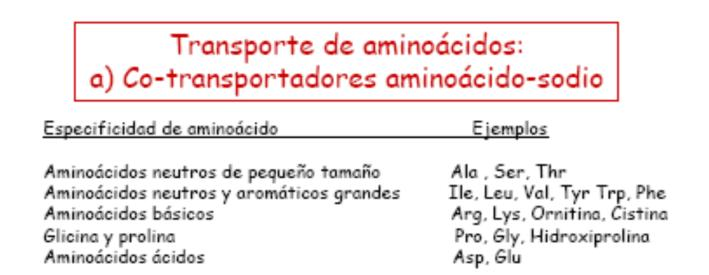 Transporte de aminoácidos:
a) Co-transportadores aminoácido-sodio
Especificidad de aminoácido Ejemplos
Aminoácidos neutros de pequeño tamaño Ala , Ser, Thr
Aminoácidos neutros y aromáticos grandes Ile, Leu, Val, Tyr Trp, Phe
Aminoácidos básicos Arg, Lys, Ornitina, Cistina
Glicina y prolina Pro, Gly, Hidroxiprolina
Aminoácidos ácidos Asp, Glu